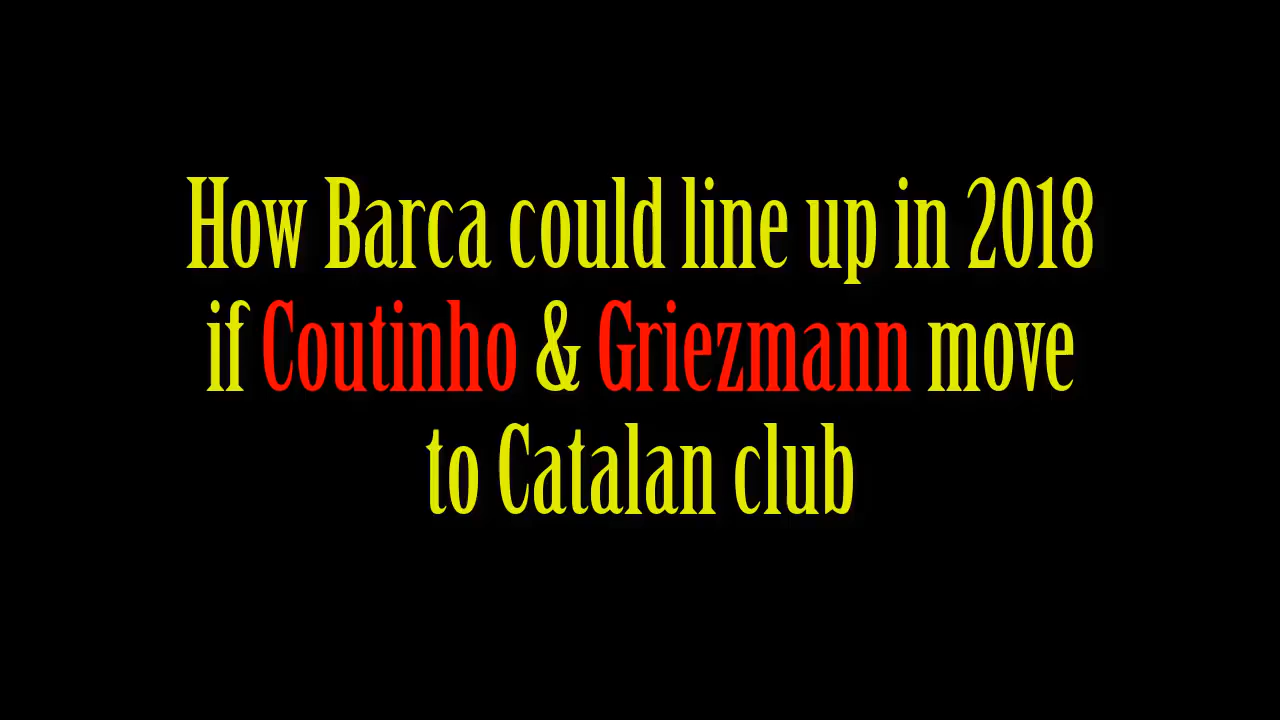 How Barca could line up in 2018
if Coutinho & Griezmann move
to Catalan club